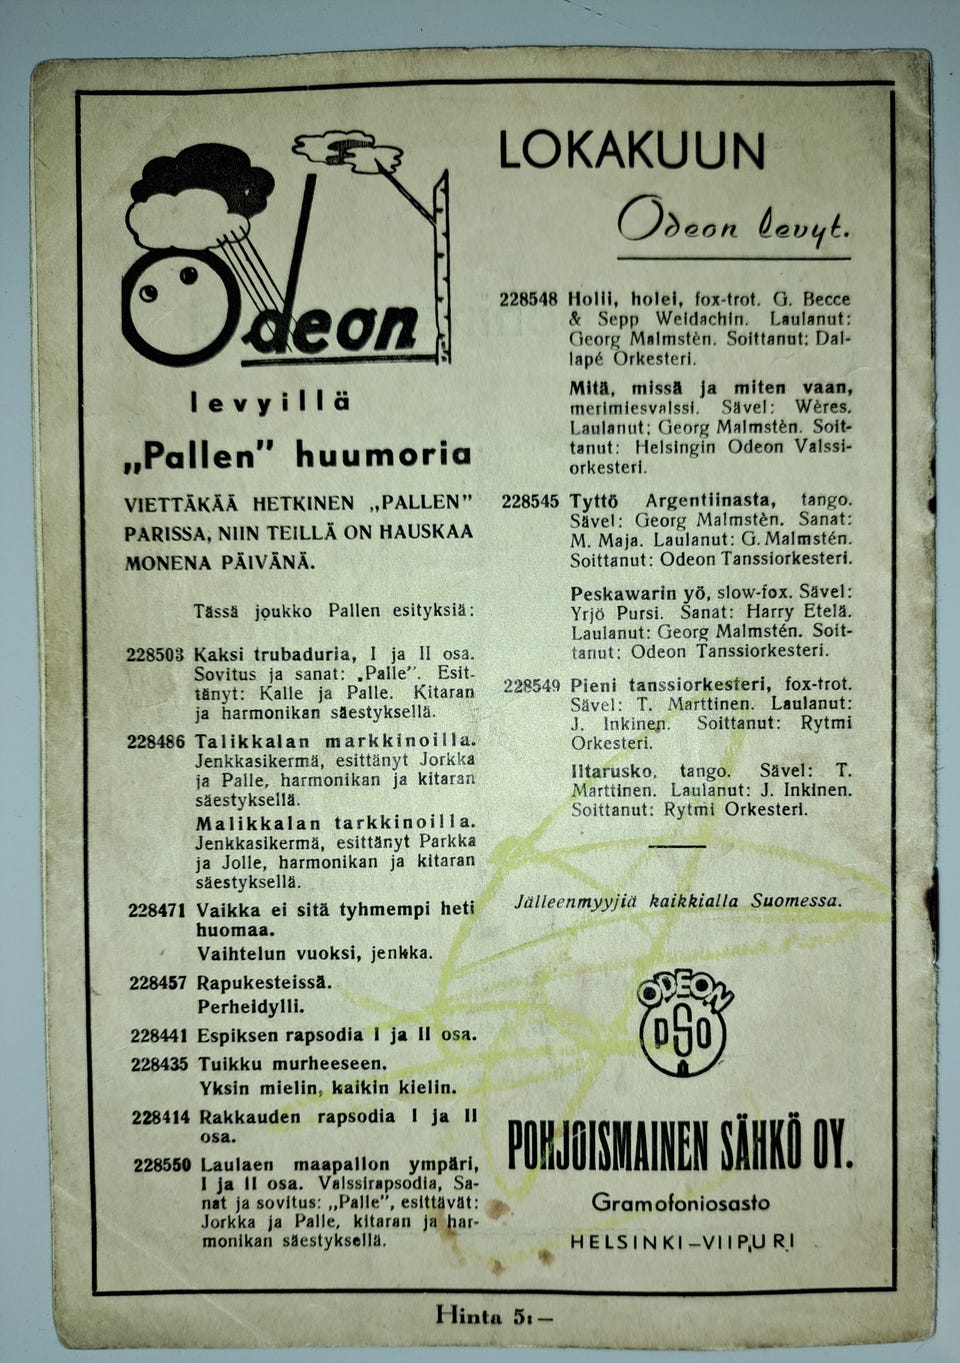 Odeon
levyillä
„Pallen” huumoria
VIETTÄKÄÄ HETKINEN „PALLEN”
PARISSA, NIIN TEILLÄ ON HAUSKAA
MONENA PÄIVÄNÄ.
Tässä joukko Pallen esityksiä:
228503 Kaksi trubaduria, I ja II osa.
Sovitus ja sanat: „Palle”. Esit-
tänyt: Kalle ja Palle. Kitaran
ja harmonikan säestyksellä.
228486 Talikkalan markkinoilla.
Jenkkasikermä, esittänyt Jorkka
ja Palle, harmonikan ja kitaran
säestyksellä.
Malikkalan tarkkinoilla.
Jenkkasikermä, esittänyt Parkka
ja Jolle, harmonikan ja kitaran
säestyksellä.
228471 Vaikka ei sitä tyhmempi heti
huomaa.
Vaihtelun vuoksi, jenkka.
228457 Rapukesteissä.
Perheidylli.
228441 Espiksen rapsodia I ja II osa.
228435 Tuikku murheeseen.
Yksin mielin, kaikin kielin.
228414 Rakkauden rapsodia I ja II
osa.
228550 Laulaen maapallon ympäri,
I ja II osa. Valssirapsodia, Sa-
nat ja sovitus: „Palle”, esittävät:
Jorkka ja Palle, kitaran ja har-
monikan säestyksellä.
LOKAKUUN
Odeon levyt.
228548 Holii, holei, fox-trot. G. Becce
& Sepp Weidachin. Laulanut:
Georg Malmstèn. Soittanut: Dal-
lapé Orkesteri.
Mitä, missä ja miten vaan,
merimiesvalssi. Sävel: Wères.
Laulanut: Georg Malmstèn. Soit-
tanut: Helsingin Odeon Valssi-
orkesteri.
228545 Tyttö Argentiinasta, tango.
Sävel: Georg Malmstèn. Sanat:
M. Maja. Laulanut: G. Malmstén.
Soittanut: Odeon Tanssiorkesteri.
Peskawarin yö, slow-fox. Sävel:
Yrjö Pursi. Sanat: Harry Etelä.
Laulanut: Georg Malmstén. Soit-
tanut: Odeon Tanssiorkesteri.
228549 Pieni tanssiorkesteri, fox-trot.
Sävel: T. Marttinen. Laulanut:
J. Inkinen. Soittanut: Rytmi
Orkesteri.
Iltarusko, tango. Sävel: T.
Marttinen. Laulanut: J. Inkinen.
Soittanut: Rytmi Orkesteri.
Jälleenmyyjiä kaikkialla Suomessa.
ODEON
PSO
POHJOISMAINEN SÄHKÖ OY.
Gramofoniosasto
HELSINKI–VIIPURI
Hinta 5:—